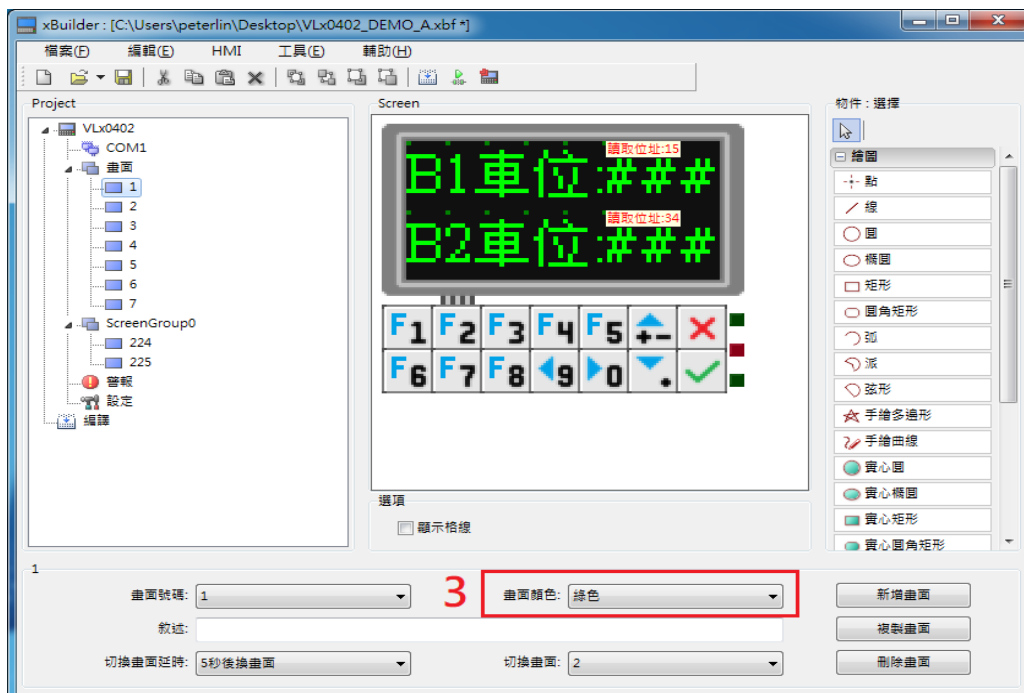 xBuilder : [C:\Users\peterlin\Desktop\VLx0402_DEMO_A.xbf *]
檔案(F) 編輯(E) HMI 工具(E) 輔助(H)
Project
VLx0402
COM1
畫面
1
2
3
4
5
6
7
ScreenGroup0
224
225
警報
設定
編譯
Screen
讀取位址:15
B1車位:###
讀取位址:34
B2車位:###
F1 F2 F3 F4 F5 +-
F6 F7 F8 9 0 .
選項
顯示格線
物件 : 選擇
繪圖
點
線
圓
橢圓
矩形
圓角矩形
弧
派
弦形
手繪多邊形
手繪曲線
實心圓
實心橢圓
實心矩形
實心圓角矩形
1
畫面號碼: 1
3
畫面顏色: 綠色
新增畫面
敘述:
複製畫面
切換畫面延時: 5秒後換畫面
切換畫面: 2
刪除畫面